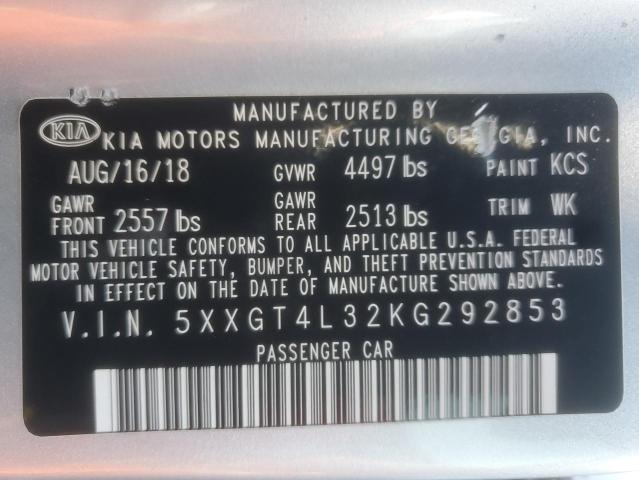 MANUFACTURED BY
KIA KIA MOTORS MANUFACTURING GEORGIA, INC.
AUG/16/18 GVWR 4497 lbs PAINT KCS
GAWR FRONT 2557 lbs GAWR REAR 2513 lbs TRIM WK
THIS VEHICLE CONFORMS TO ALL APPLICABLE U.S.A. FEDERAL
MOTOR VEHICLE SAFETY, BUMPER, AND THEFT PREVENTION STANDARDS
IN EFFECT ON THE DATE OF MANUFACTURE SHOWN ABOVE.
V.I.N. 5XXGT4L32KG292853
PASSENGER CAR